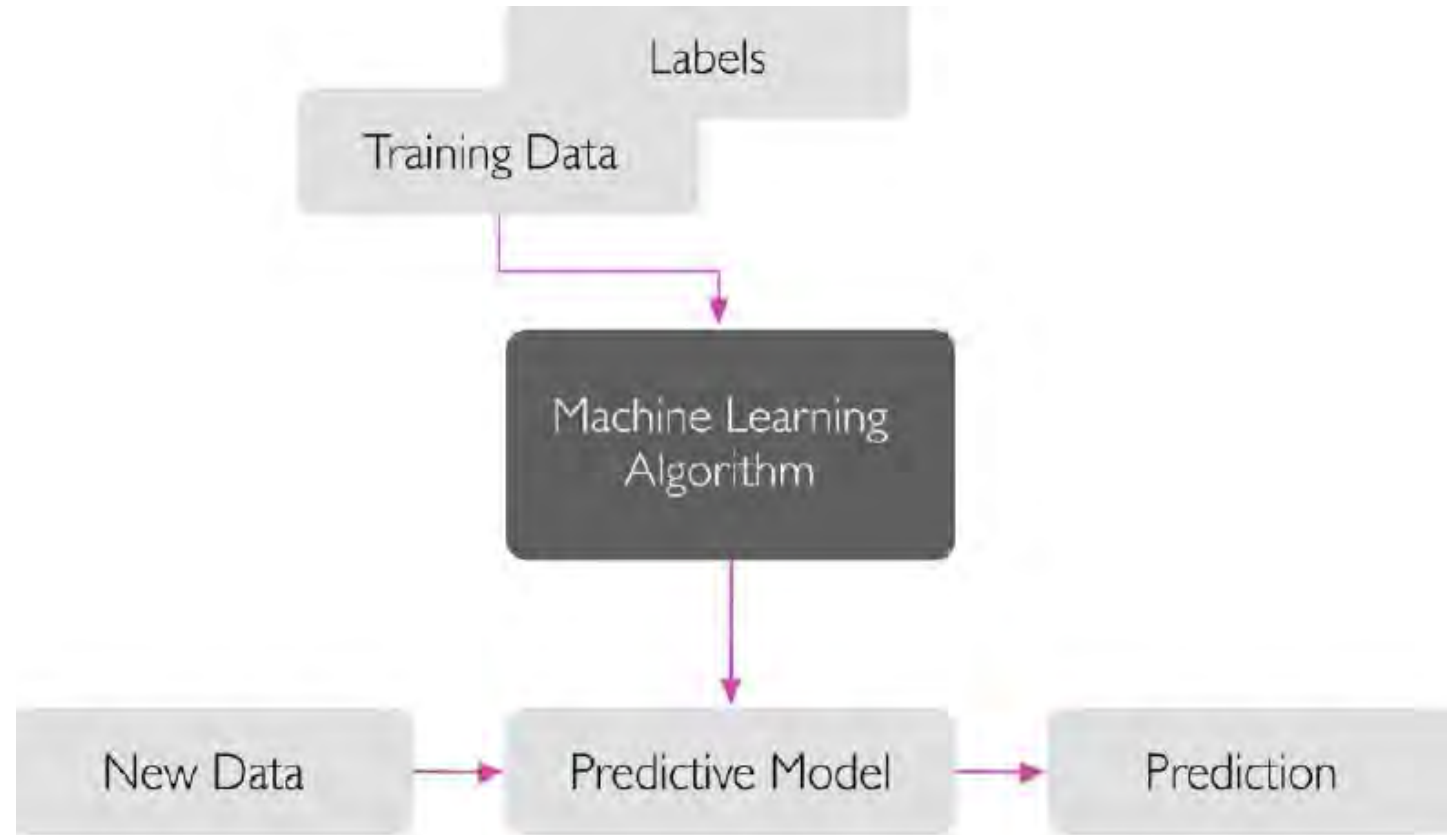 Labels
Training Data
Machine Learning
Algorithm
New Data
Predictive Model
Prediction